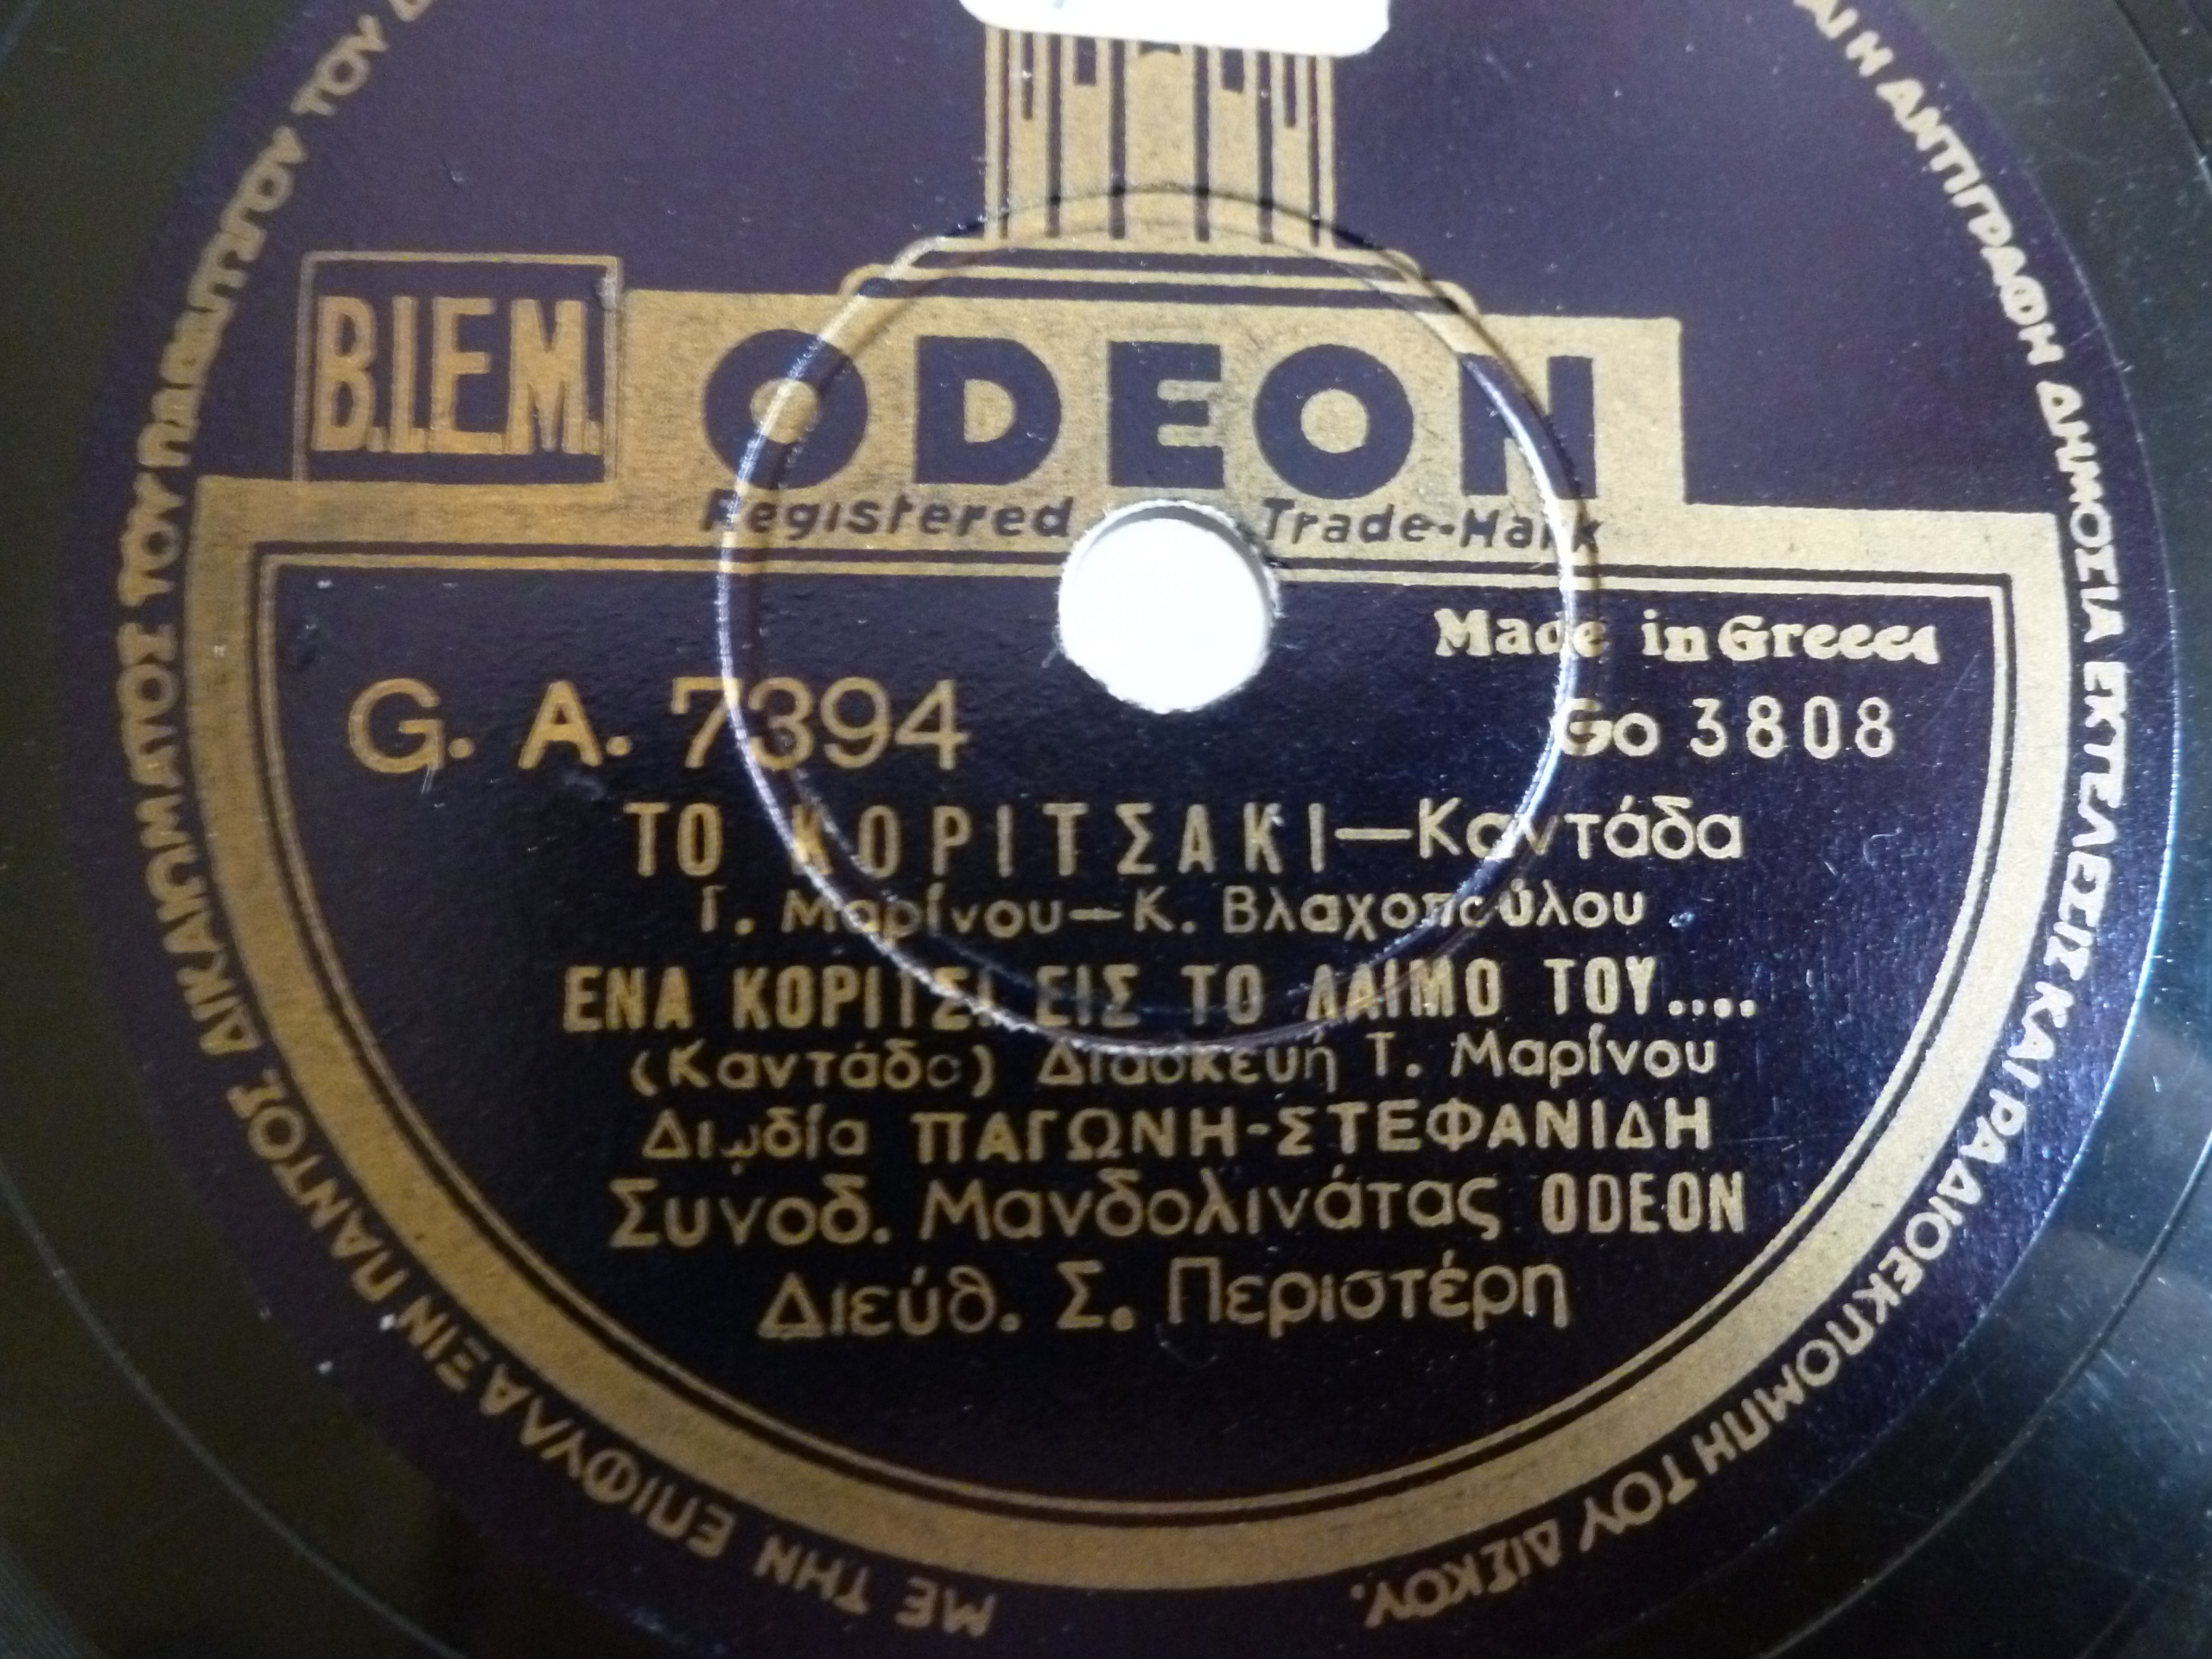 B.I.E.M.
ODEON
Registered Trade-Mark
Made in Greece
G. A. 7394
Go 3808
ΤΟ ΚΟΡΙΤΣΑΚΙ—Καντάδα
Τ. Μαρίνου—Κ. Βλαχοπούλου
ΕΝΑ ΚΟΡΙΤΣΙ ΕΙΣ ΤΟ ΛΑΙΜΟ ΤΟΥ....
(Καντάδα) Διασκευή Τ. Μαρίνου
Διῳδία ΠΑΓΩΝΗ-ΣΤΕΦΑΝΙΔΗ
Συνοδ. Μανδολινάτας ODEON
Διεύθ. Σ. Περιστέρη
ΜΕ ΤΗΝ ΕΠΙΦΥΛΑΞΙΝ ΠΑΝΤΟΣ ΔΙΚΑΙΩΜΑΤΟΣ ΤΟΥ ΤΟΥ
Η ΑΝΤΙΓΡΑΦΗ ΔΗΜΟΣΙΑ ΕΚΤΕΛΕΣΙΣ ΚΑΙ ΡΑΔΙΟΕΚΠΟΜΠΗ ΤΟΥ ΔΙΣΚΟΥ.